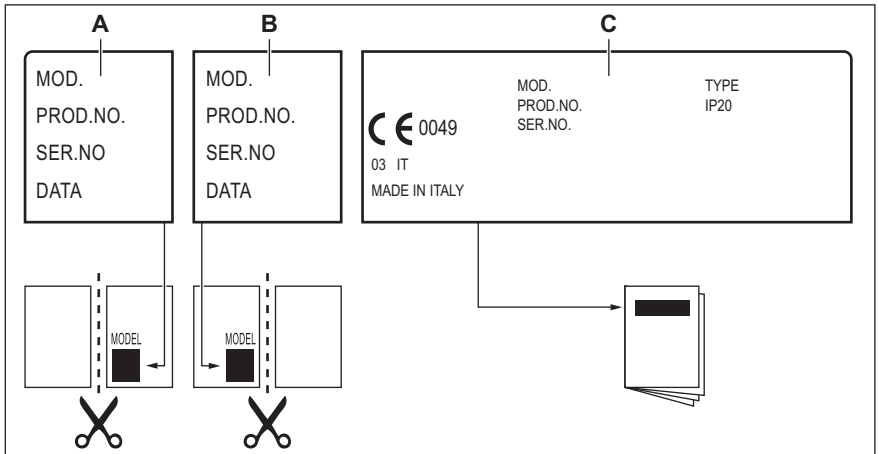 A
B
C
MOD.
PROD.NO.
SER.NO
DATA
MOD.
PROD.NO.
SER.NO
DATA
MOD.
PROD.NO.
SER.NO.
TYPE
IP20
CE 0049
03 IT
MADE IN ITALY
MODEL
MODEL